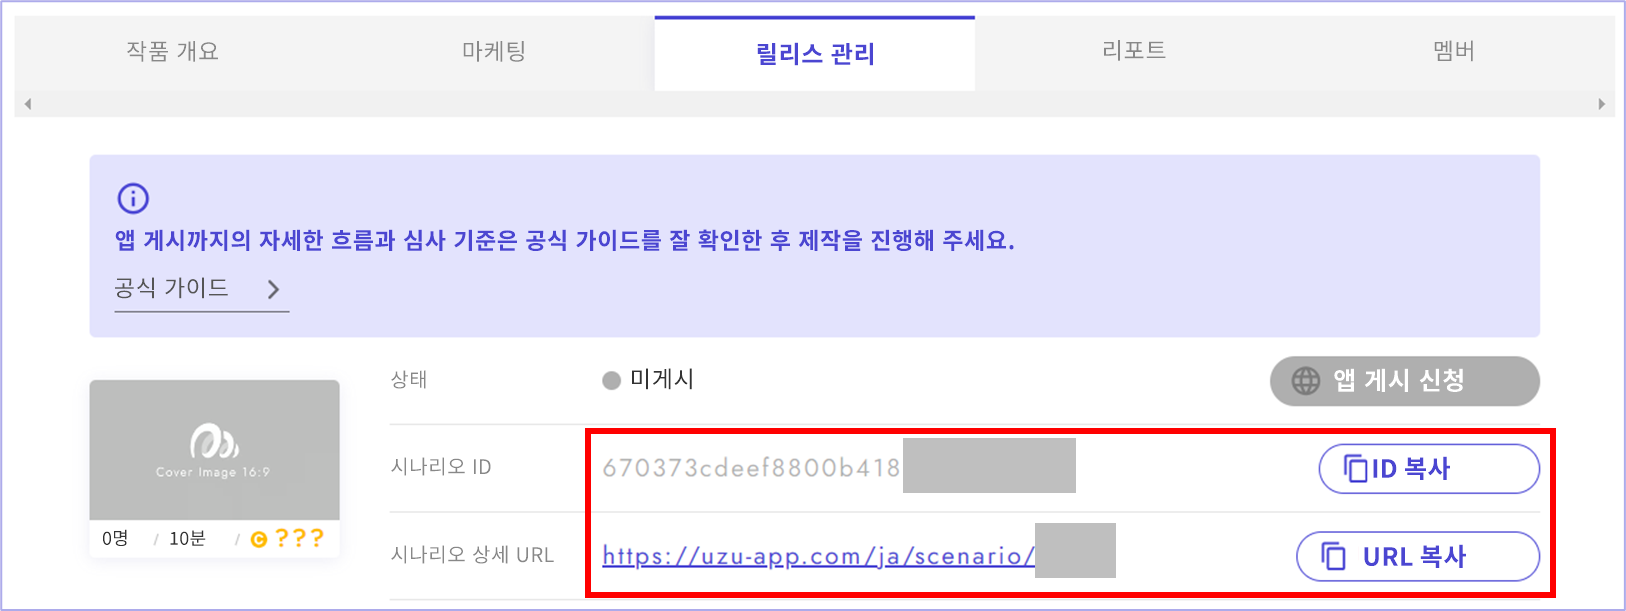 작품 개요 마케팅 릴리스 관리 리포트 멤버
앱 게시까지의 자세한 흐름과 심사 기준은 공식 가이드를 잘 확인한 후 제작을 진행해 주세요.
공식 가이드
상태 미게시 앱 게시 신청
Cover Image 16:9
0명 / 10분 / C ???
시나리오 ID 670373cdeef8800b418 ID 복사
시나리오 상세 URL https://uzu-app.com/ja/scenario/ URL 복사